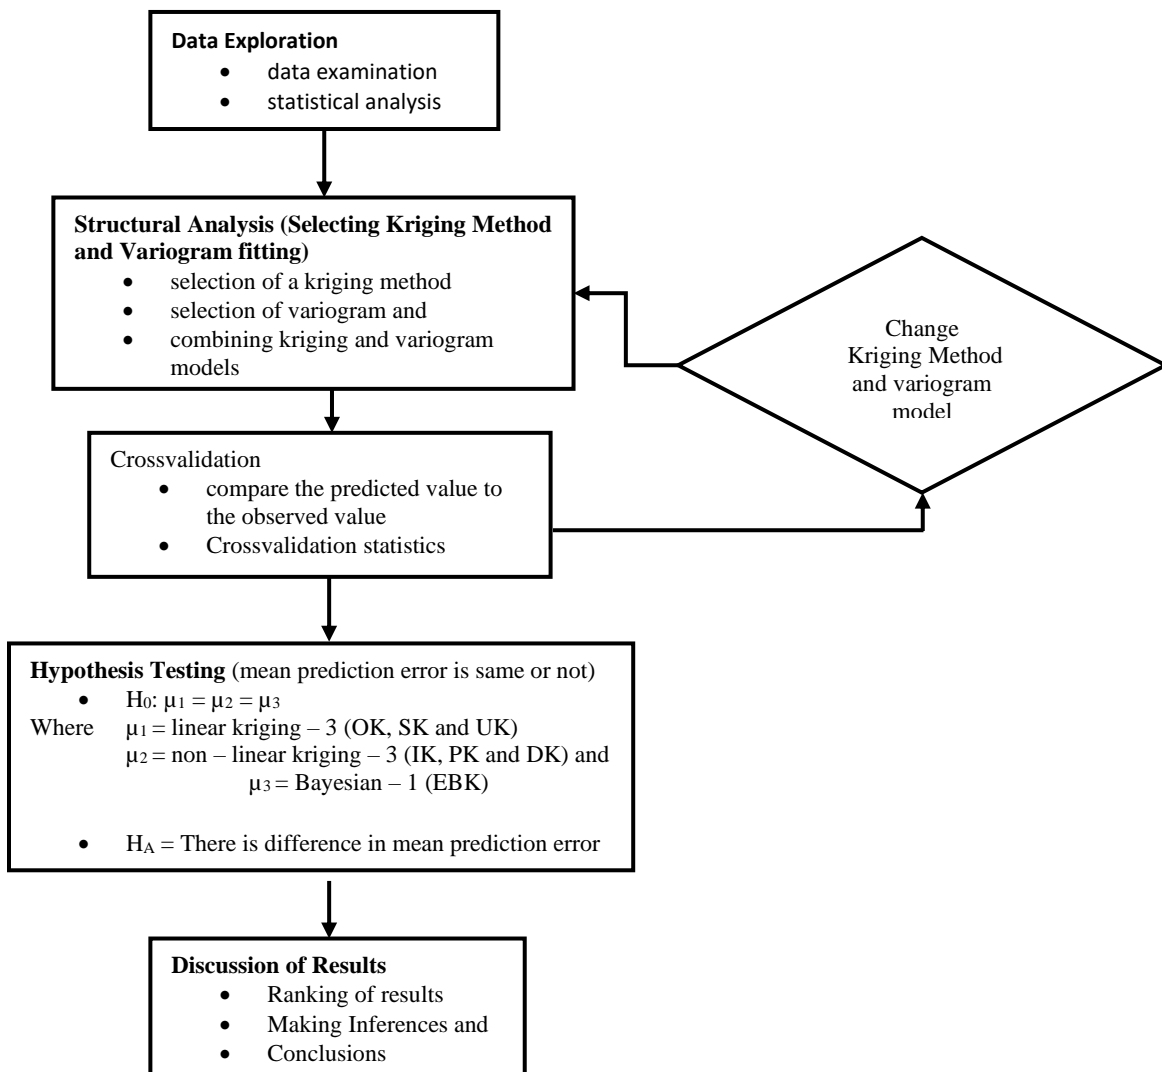 Data Exploration
• data examination
• statistical analysis
Structural Analysis (Selecting Kriging Method
and Variogram fitting)
• selection of a kriging method
• selection of variogram and
• combining kriging and variogram
models
Change
Kriging Method
and variogram
model
Crossvalidation
• compare the predicted value to
the observed value
• Crossvalidation statistics
Hypothesis Testing (mean prediction error is same or not)
• H₀: µ₁ = µ₂ = µ₃
Where µ₁ = linear kriging – 3 (OK, SK and UK)
µ₂ = non – linear kriging – 3 (IK, PK and DK) and
µ₃ = Bayesian – 1 (EBK)
• Hᴀ = There is difference in mean prediction error
Discussion of Results
• Ranking of results
• Making Inferences and
• Conclusions